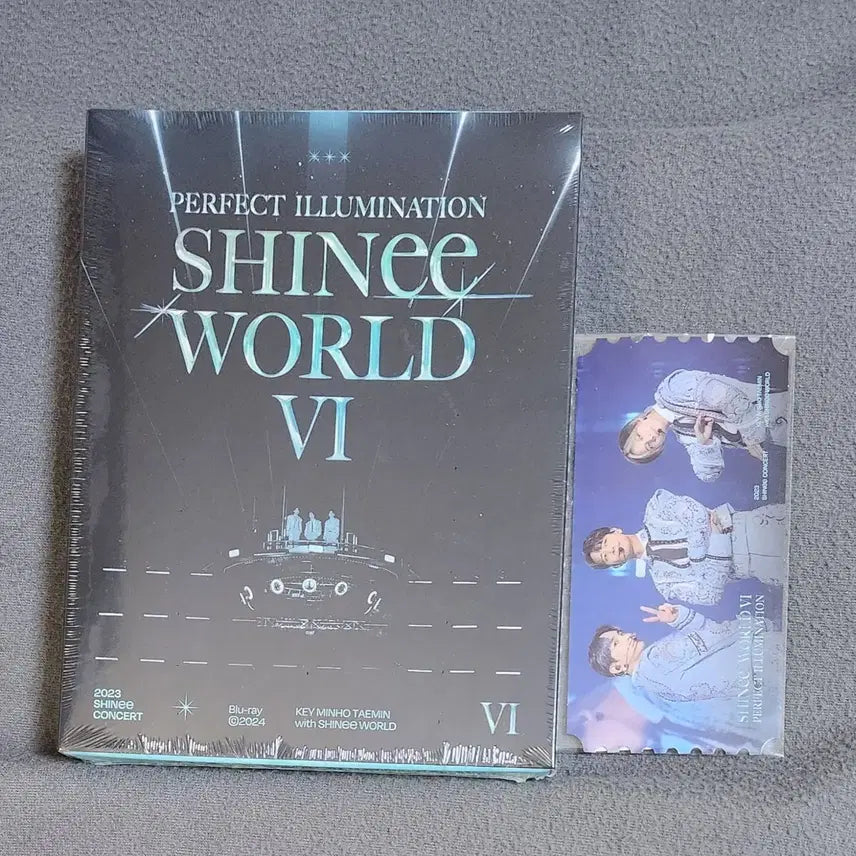 PERFECT ILLUMINATION
SHINee
WORLD
VI
2023
SHINee
CONCERT
Blu-ray
©2024
KEY MINHO TAEMIN
with SHINee WORLD
VI
2023
SHINee CONCERT
SHINee WORLD VI
PERFECT ILLUMINATION